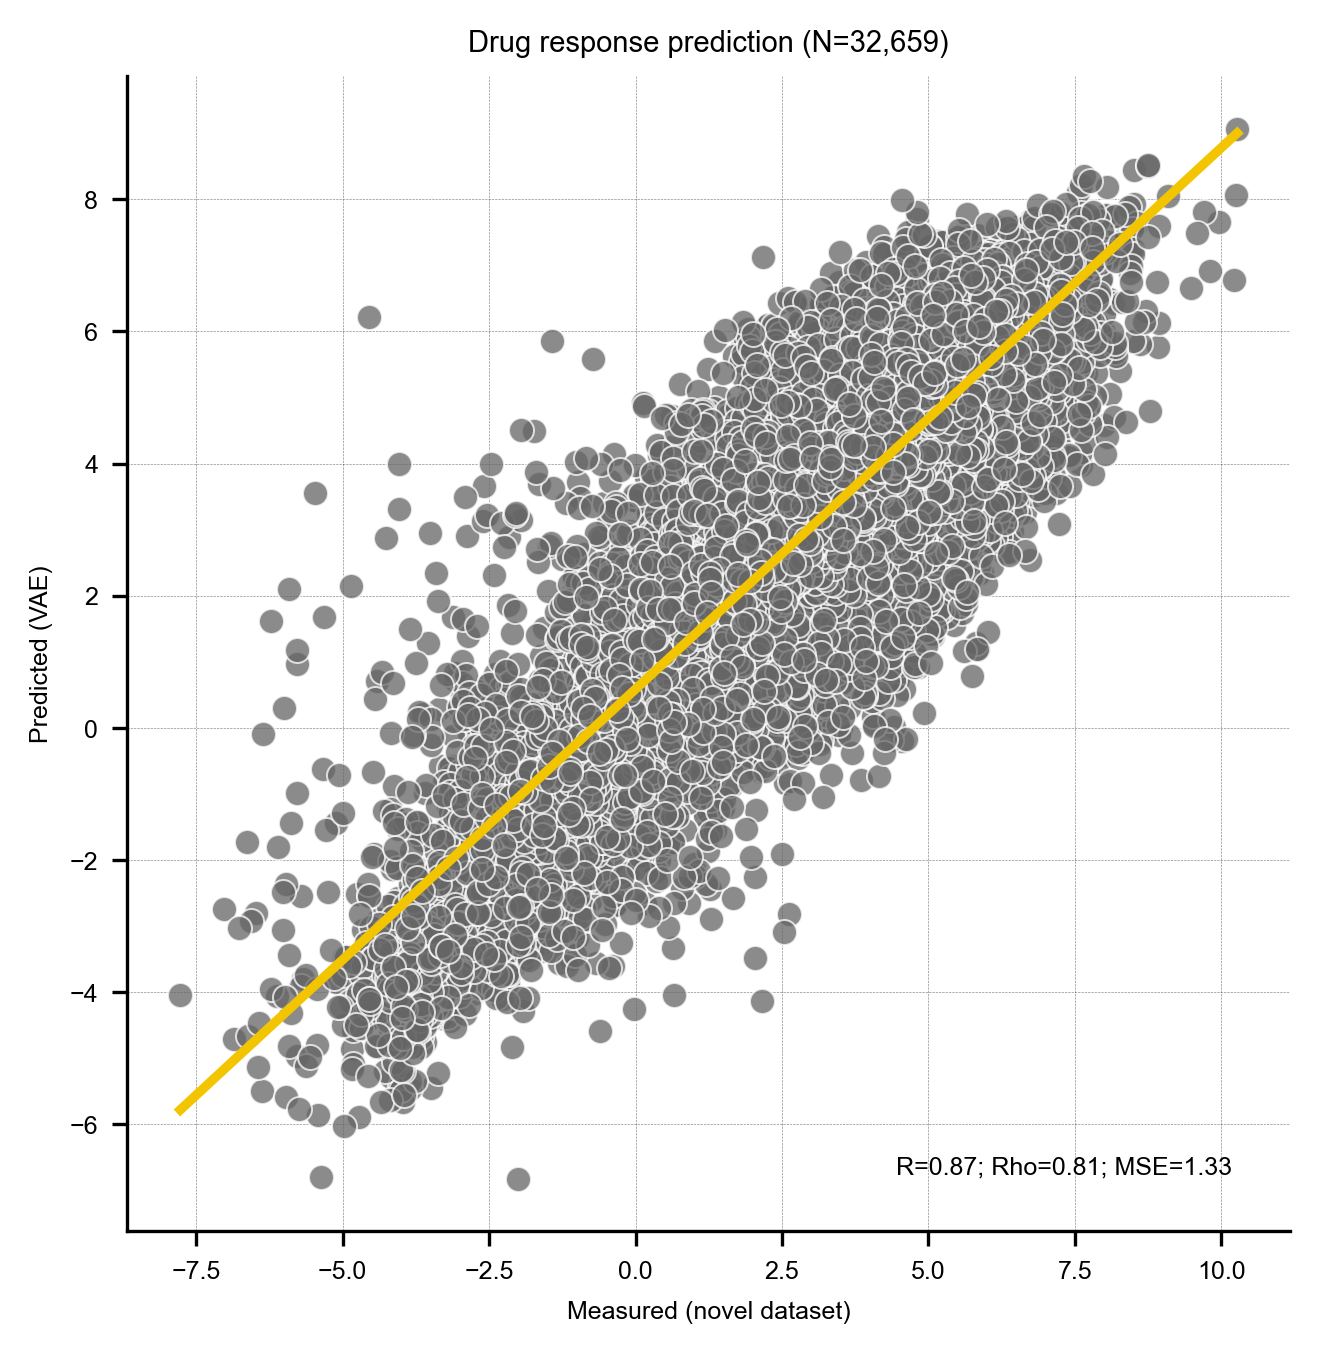 Drug response prediction (N=32,659)
8
6
4
2
0
−2
−4
−6
Predicted (VAE)
R=0.87; Rho=0.81; MSE=1.33
−7.5 −5.0 −2.5 0.0 2.5 5.0 7.5 10.0
Measured (novel dataset)